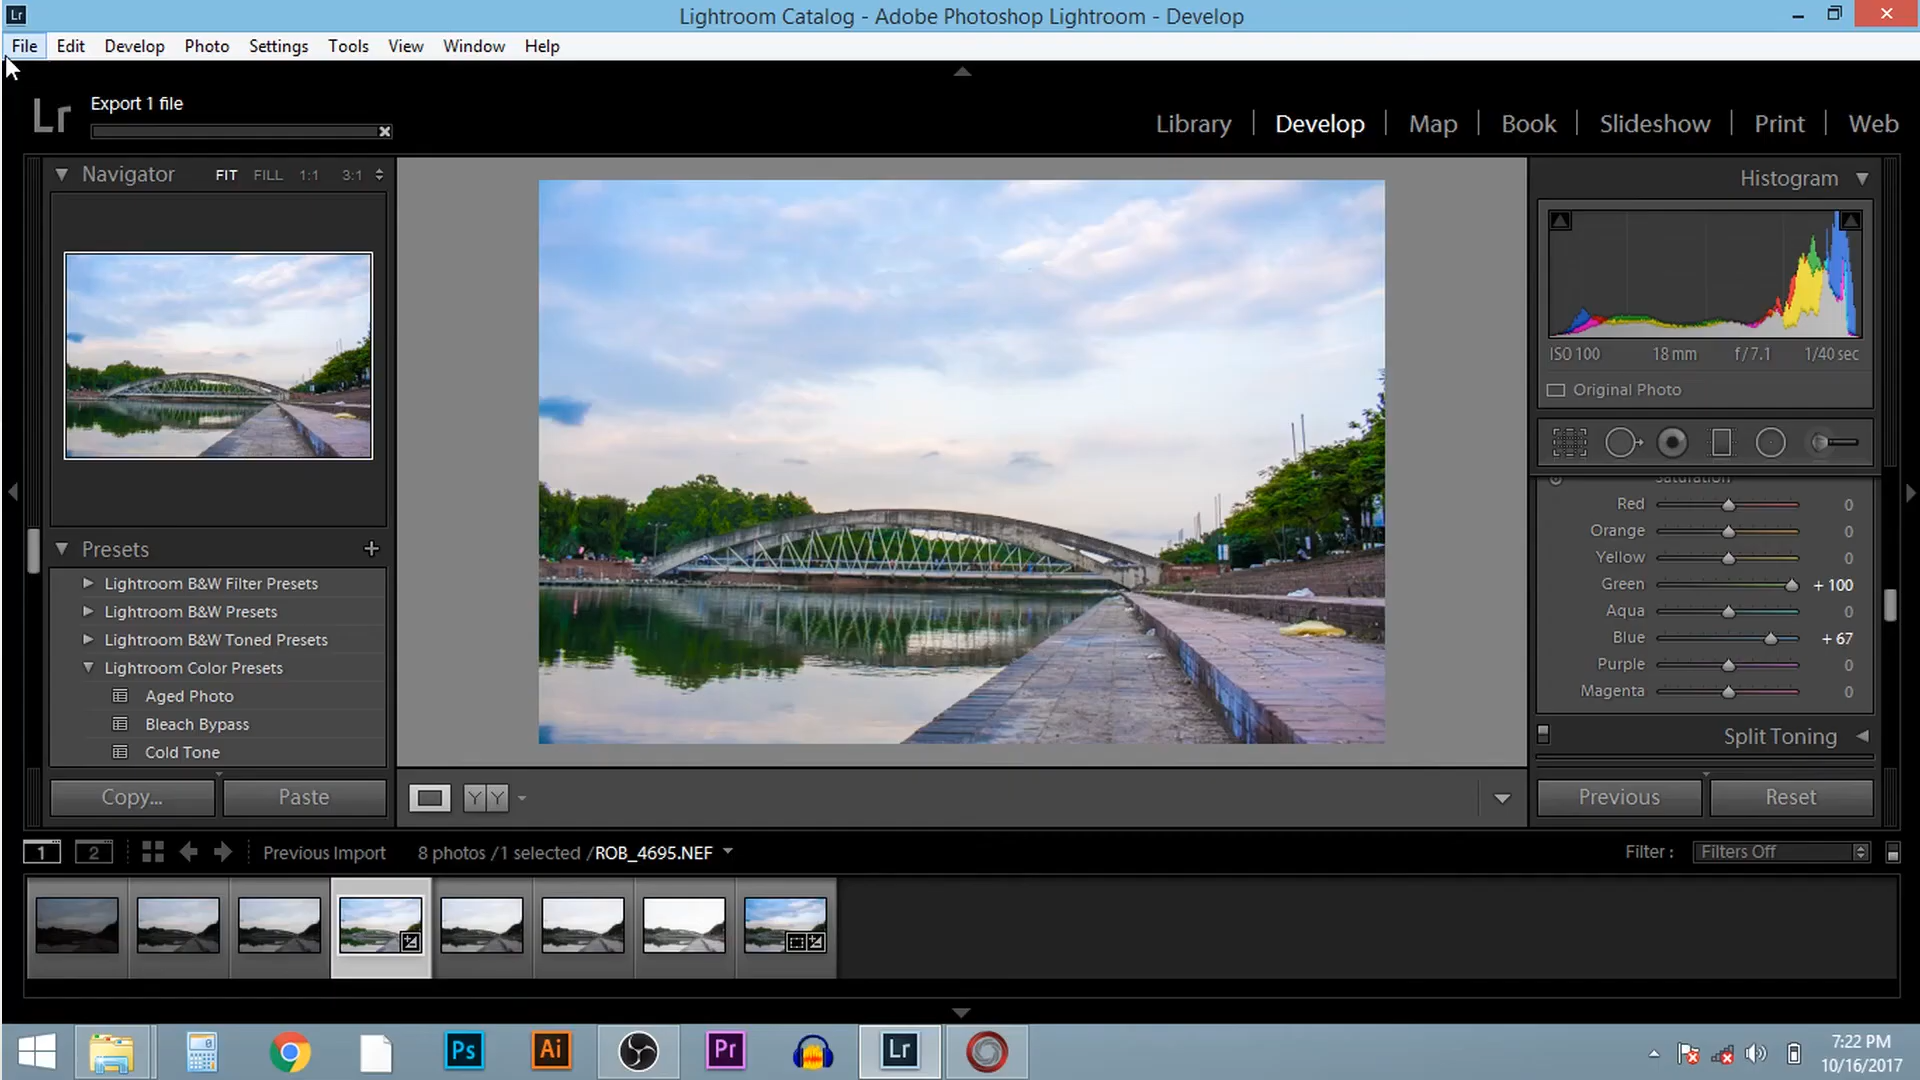 Lr
Lightroom Catalog - Adobe Photoshop Lightroom - Develop
File Edit Develop Photo Settings Tools View Window Help
Lr
Export 1 file
Library | Develop | Map | Book | Slideshow | Print | Web
Navigator FIT FILL 1:1 3:1
Histogram
ISO 100 18 mm f / 7.1 1/40 sec
Original Photo
Saturation
Red 0
Orange 0
Yellow 0
Green + 100
Aqua 0
Blue + 67
Purple 0
Magenta 0
Split Toning
Presets
Lightroom B&W Filter Presets
Lightroom B&W Presets
Lightroom B&W Toned Presets
Lightroom Color Presets
Aged Photo
Bleach Bypass
Cold Tone
Copy... Paste
Y Y
Previous Reset
1 2 Previous Import 8 photos /1 selected /ROB_4695.NEF
Filter : Filters Off
Ps Ai Pr Lr
7:22 PM
10/16/2017